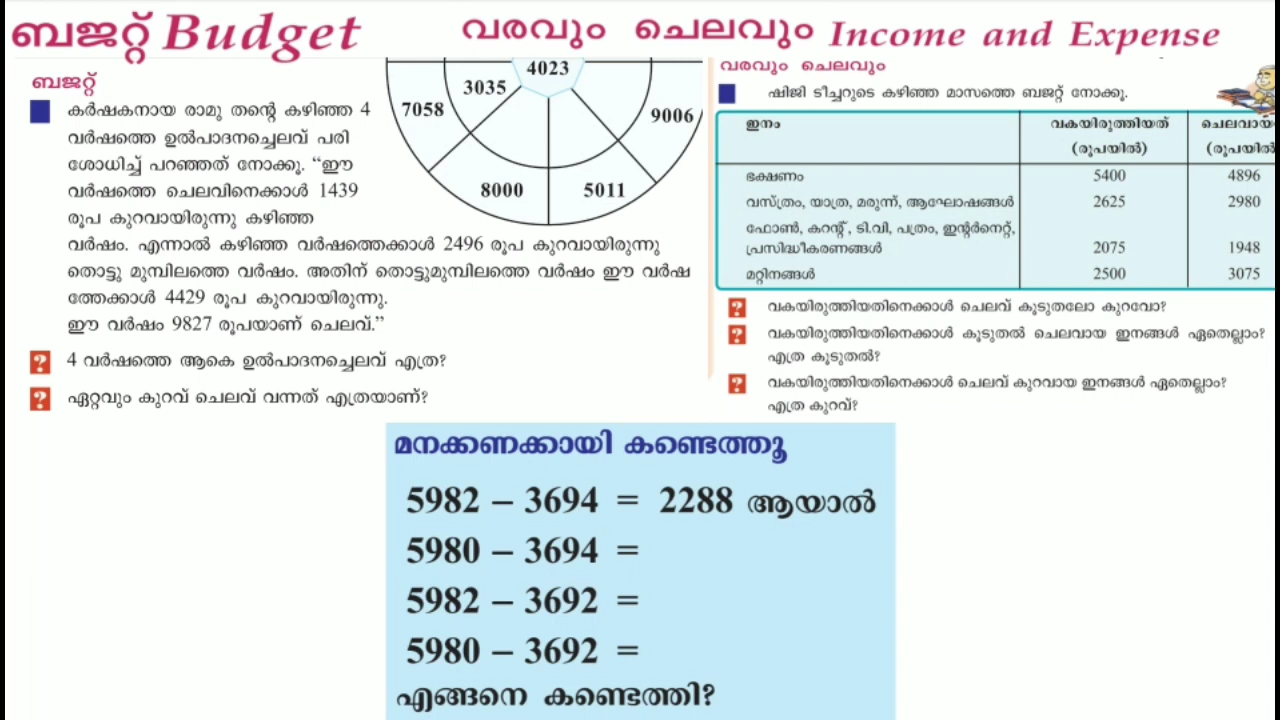 ബജറ്റ് Budget
വരവും ചെലവും Income and Expense
ബജറ്റ്
കർഷകനായ രാമു തന്റെ കഴിഞ്ഞ 4
വർഷത്തെ ഉൽപാദനച്ചെലവ് പരി
ശോധിച്ച് പറഞ്ഞത് നോക്കൂ. “ഈ
വർഷത്തെ ചെലവിനെക്കാൾ 1439
രൂപ കുറവായിരുന്നു കഴിഞ്ഞ
വർഷം. എന്നാൽ കഴിഞ്ഞ വർഷത്തെക്കാൾ 2496 രൂപ കുറവായിരുന്നു
തൊട്ടു മുമ്പിലത്തെ വർഷം. അതിന് തൊട്ടുമുമ്പിലത്തെ വർഷം ഈ വർഷ
ത്തേക്കാൾ 4429 രൂപ കുറവായിരുന്നു.
ഈ വർഷം 9827 രൂപയാണ് ചെലവ്.”
? 4 വർഷത്തെ ആകെ ഉൽപാദനച്ചെലവ് എത്ര?
? ഏറ്റവും കുറവ് ചെലവ് വന്നത് എത്രയാണ്?
4023
3035
7058
9006
8000 5011
വരവും ചെലവും
ഷിജി ടീച്ചറുടെ കഴിഞ്ഞ മാസത്തെ ബജറ്റ് നോക്കൂ.
ഇനം വകയിരുത്തിയത് ചെലവായ
(രൂപയിൽ) (രൂപയിൽ
ഭക്ഷണം 5400 4896
വസ്ത്രം, യാത്ര, മരുന്ന്, ആഘോഷങ്ങൾ 2625 2980
ഫോൺ, കറന്റ്, ടി.വി, പത്രം, ഇന്റർനെറ്റ്,
പ്രസിദ്ധീകരണങ്ങൾ 2075 1948
മറ്റിനങ്ങൾ 2500 3075
? വകയിരുത്തിയതിനെക്കാൾ ചെലവ് കൂടുതലോ കുറവോ?
? വകയിരുത്തിയതിനെക്കാൾ കൂടുതൽ ചെലവായ ഇനങ്ങൾ ഏതെല്ലാം?
എത്ര കൂടുതൽ?
? വകയിരുത്തിയതിനെക്കാൾ ചെലവ് കുറവായ ഇനങ്ങൾ ഏതെല്ലാം?
എത്ര കുറവ്?
മനക്കണക്കായി കണ്ടെത്തൂ
5982 – 3694 = 2288 ആയാൽ
5980 – 3694 =
5982 – 3692 =
5980 – 3692 =
എങ്ങനെ കണ്ടെത്തി?